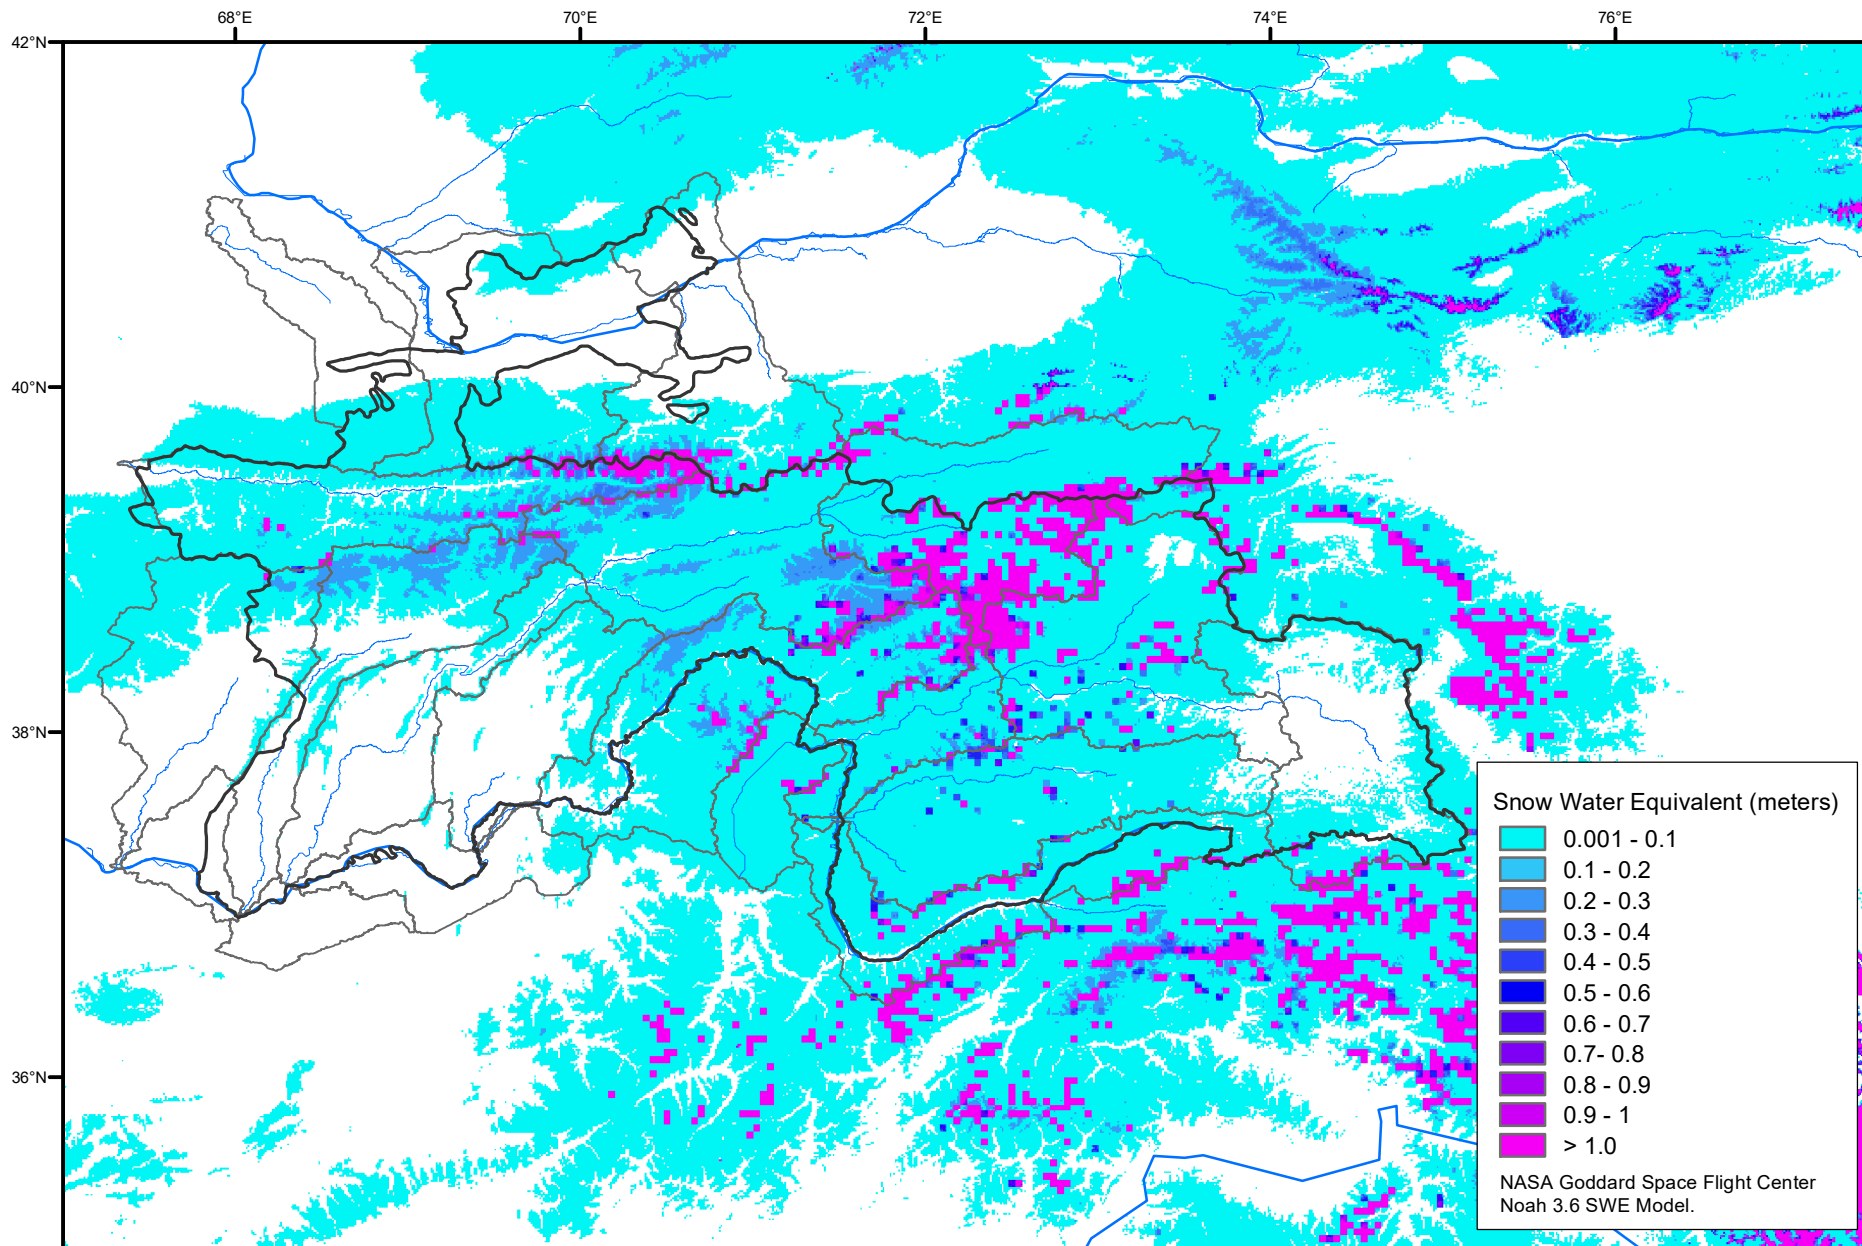 68°E 70°E 72°E 74°E 76°E
42°N
40°N
38°N
36°N
Snow Water Equivalent (meters)
0.001 - 0.1
0.1 - 0.2
0.2 - 0.3
0.3 - 0.4
0.4 - 0.5
0.5 - 0.6
0.6 - 0.7
0.7- 0.8
0.8 - 0.9
0.9 - 1
> 1.0
NASA Goddard Space Flight Center
Noah 3.6 SWE Model.